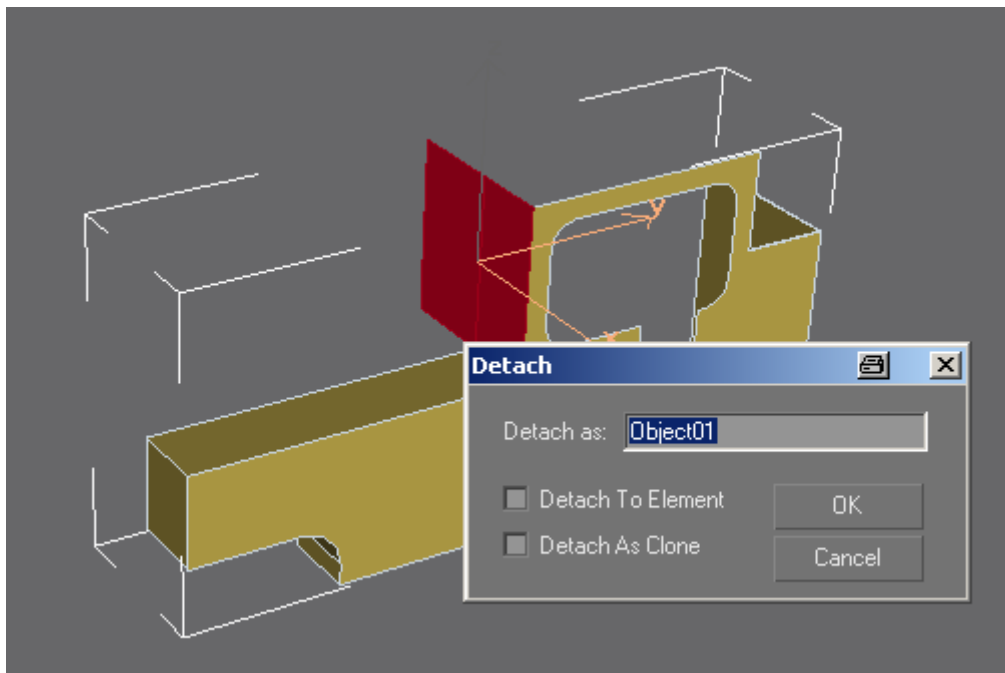 y
x
Detach
Detach as: Object01
Detach To Element
OK
Detach As Clone
Cancel